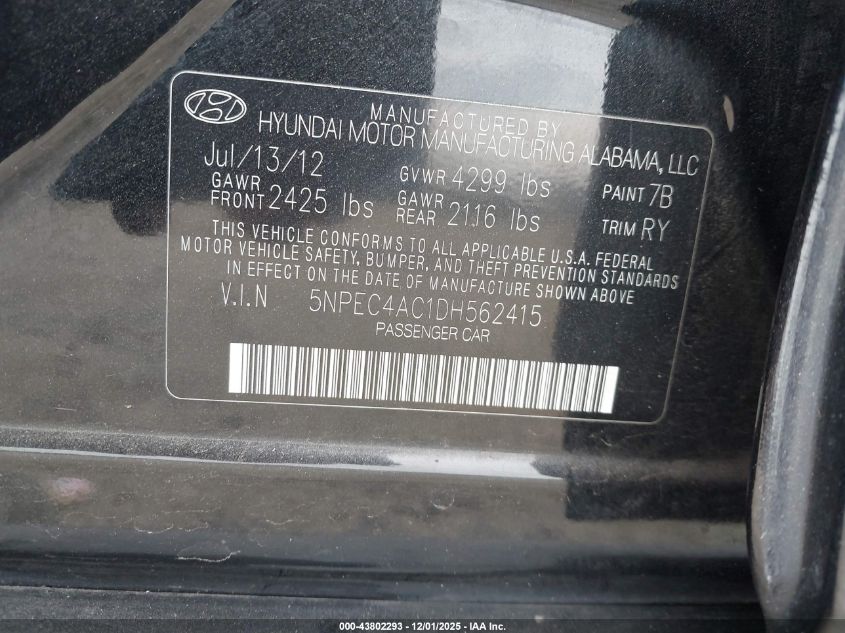 MANUFACTURED BY
HYUNDAI MOTOR MANUFACTURING ALABAMA, LLC
Jul/13/12 GVWR 4299 lbs PAINT 7B
GAWR FRONT 2425 lbs GAWR REAR 2116 lbs TRIM RY
THIS VEHICLE CONFORMS TO ALL APPLICABLE U.S.A. FEDERAL
MOTOR VEHICLE SAFETY, BUMPER, AND THEFT PREVENTION STANDARDS
IN EFFECT ON THE DATE OF MANUFACTURE SHOWN ABOVE
V.I.N 5NPEC4AC1DH562415
PASSENGER CAR
000-43802293 - 12/01/2025 - IAA Inc.